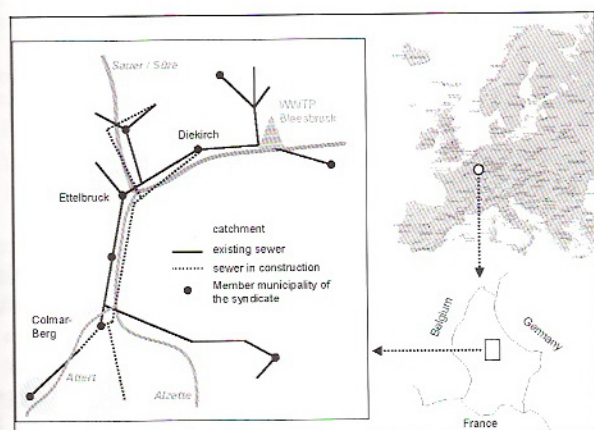 Sauer / Sûre
WWTP
Bleesbruck
Diekirch
Ettelbruck
catchment
existing sewer
sewer in construction
Member municipality of
the syndicate
Colmar-
Berg
Attert
Alzette
Belgium
Germany
France